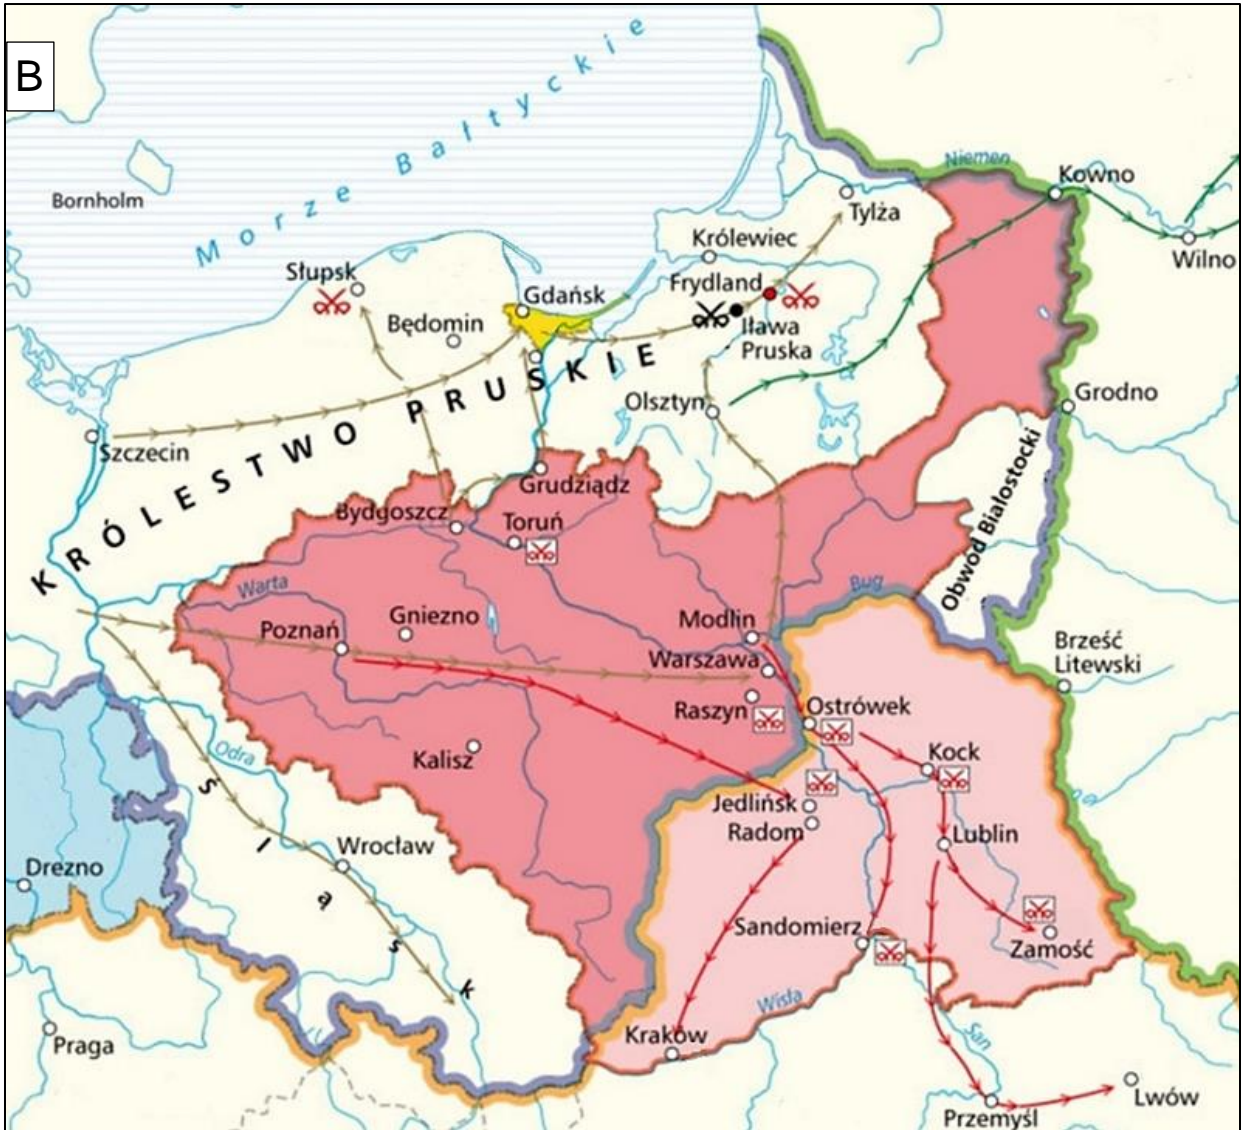 B
Morze Bałtyckie
Bornholm
Niemen
Kowno
Tylża
Wilno
Królewiec
Słupsk
Frydland
Gdańsk
Będomin
Iława
Pruska
KRÓLESTWO PRUSKIE
Olsztyn
Grodno
Szczecin
Grudziądz
Bydgoszcz
Toruń
Obwód Białostocki
Warta
Bug
Gniezno
Modlin
Poznań
Brześć
Litewski
Warszawa
Raszyn
Ostrówek
Kalisz
Odra
Kock
Jedlińsk
Radom
Lublin
Śląsk
Wrocław
Drezno
Sandomierz
Zamość
Wisła
Kraków
San
Praga
Lwów
Przemyśl